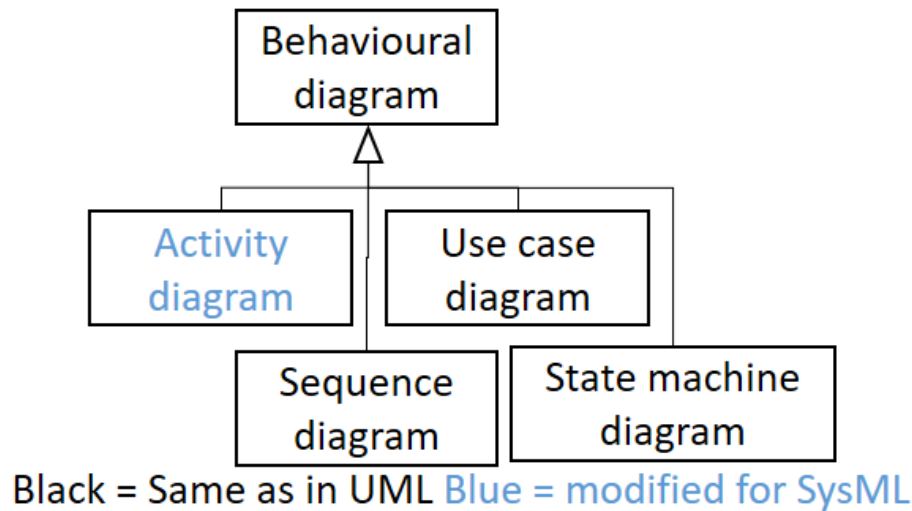 Behavioural
diagram
Activity
diagram
Use case
diagram
Sequence
diagram
State machine
diagram
Black = Same as in UML Blue = modified for SysML